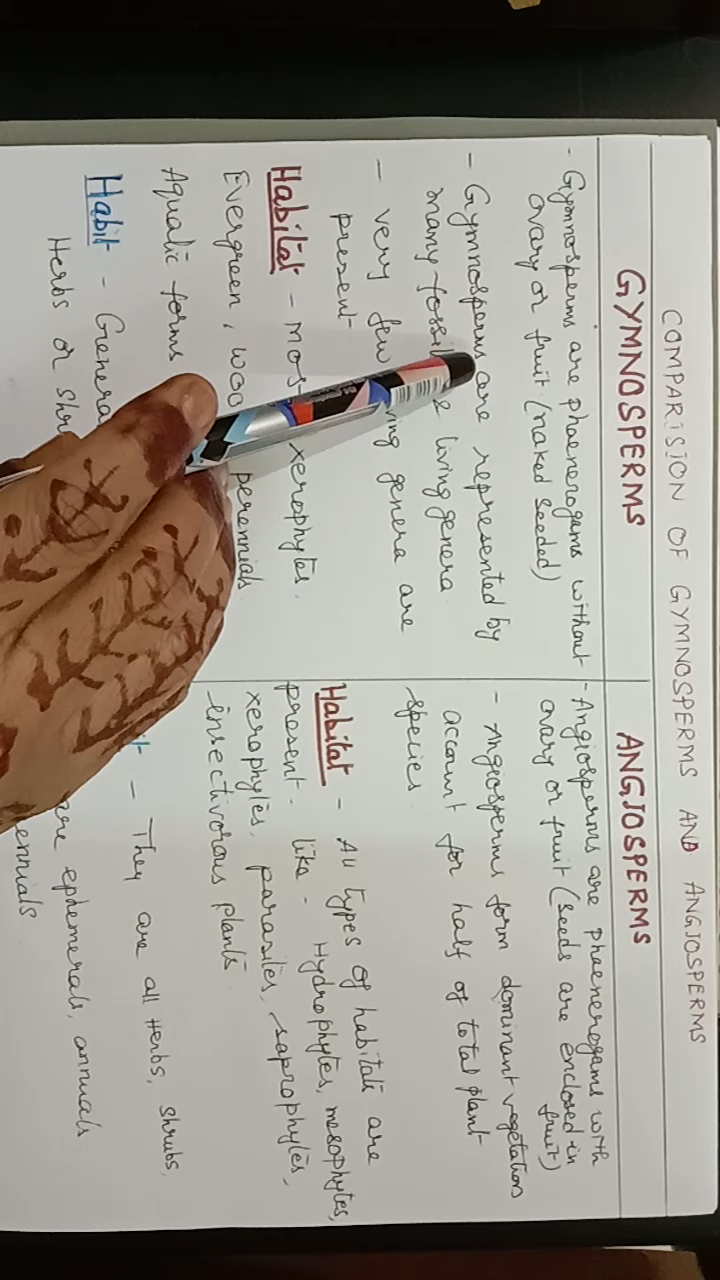 COMPARISION OF GYMNOSPERMS AND ANGIOSPERMS
GYMNOSPERMS
- Gymnosperms are phaenerogams without
ovary or fruit (naked seeded)
- Gymnosperms are represented by
many living genera
- very few genera are
present
Habitat - xerophytes,
Evergreen, perennials.
Aquatic forms
Habit -
Herbs or
ANGIOSPERMS
- Angiosperms are phaenerogams with
ovary or fruit (seeds are enclosed in
fruit)
- Angiosperms form dominant vegetation
account for half of total plant
species.
Habitat - All types of habitats are
present - like - Hydrophytes, mesophytes,
xerophytes, parasites, saprophytes,
insectivorous plants.
- They are all Herbs, shrubs,
are ephemerals, annuals